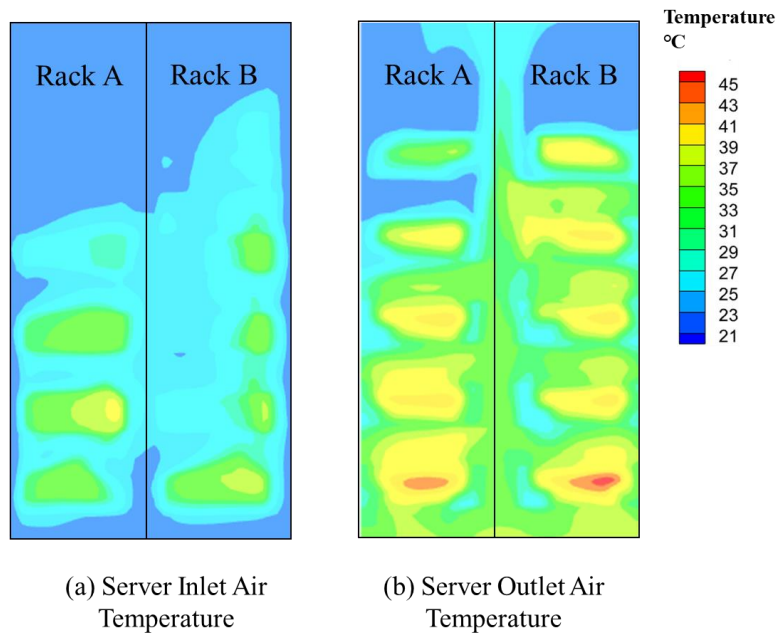 Temperature
°C
Rack A
Rack B
Rack A
Rack B
45
43
41
39
37
35
33
31
29
27
25
23
21
(a) Server Inlet Air
Temperature
(b) Server Outlet Air
Temperature